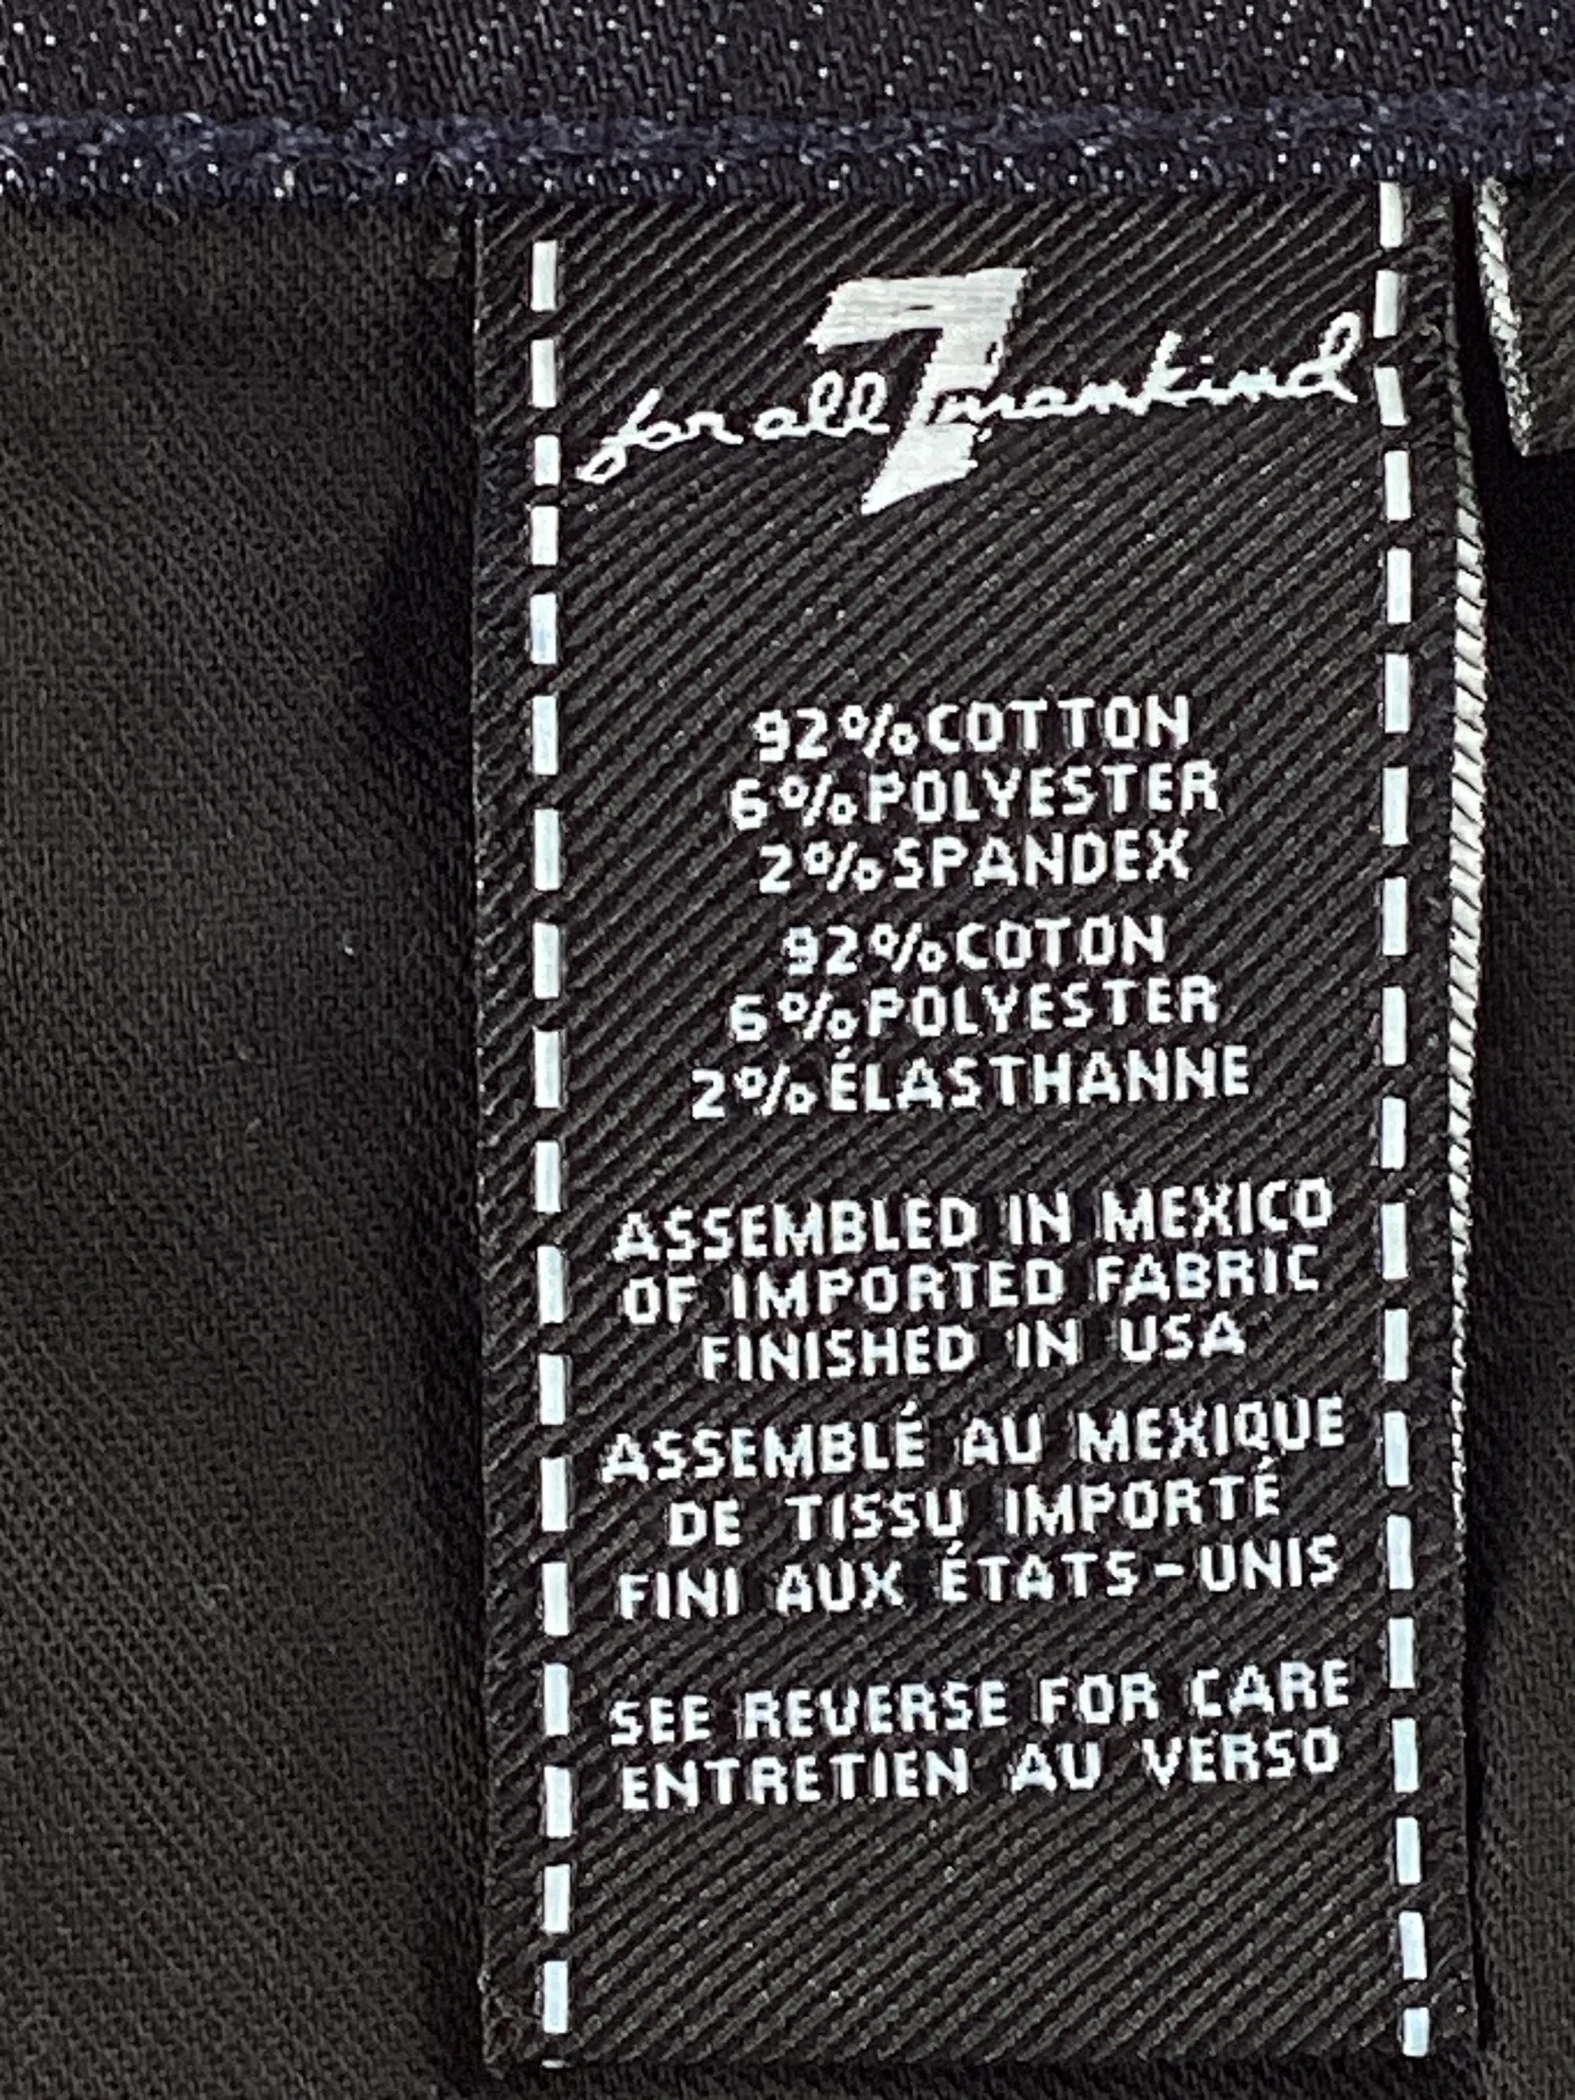 7
for all mankind
92% COTTON
6% POLYESTER
2% SPANDEX
92% COTON
6% POLYESTER
2% ÉLASTHANNE
ASSEMBLED IN MEXICO
OF IMPORTED FABRIC
FINISHED IN USA
ASSEMBLÉ AU MEXIQUE
DE TISSU IMPORTÉ
FINI AUX ÉTATS-UNIS
SEE REVERSE FOR CARE
ENTRETIEN AU VERSO